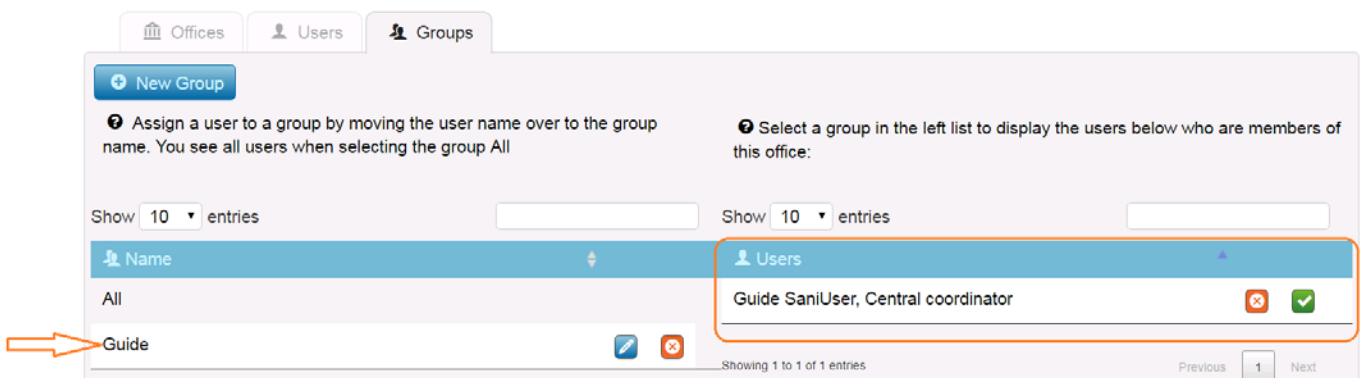 Offices Users Groups
New Group
Assign a user to a group by moving the user name over to the group
name. You see all users when selecting the group All
Select a group in the left list to display the users below who are members of
this office:
Show 10 entries
Show 10 entries
Name
Users
All
Guide SaniUser, Central coordinator
Guide
Showing 1 to 1 of 1 entries
Previous 1 Next